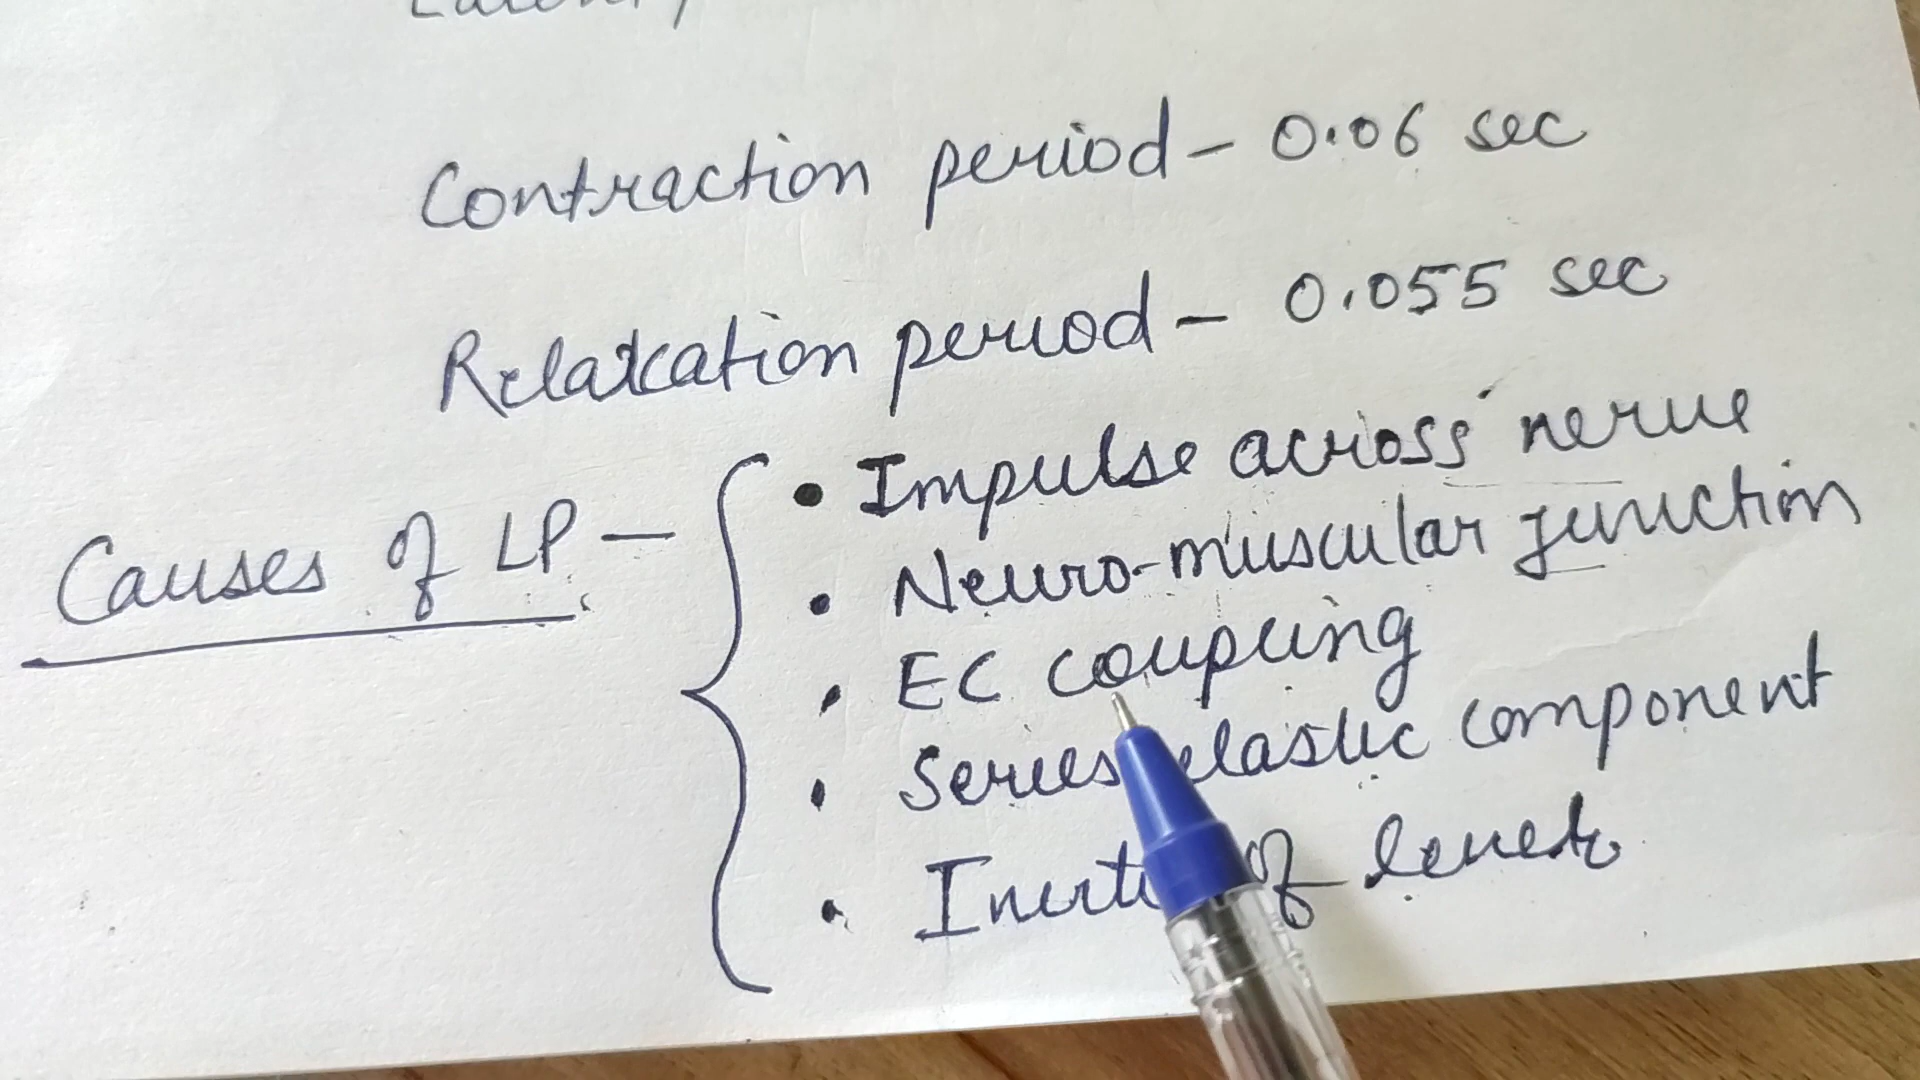 Contraction period - 0.06 sec
Relaxation period - 0.055 sec
Causes of LP -
• Impulse across nerve
• Neuro-muscular junction
• EC coupling
• Series elastic component
• of lever